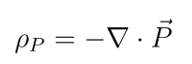 ρ_P = −∇ · P⃗